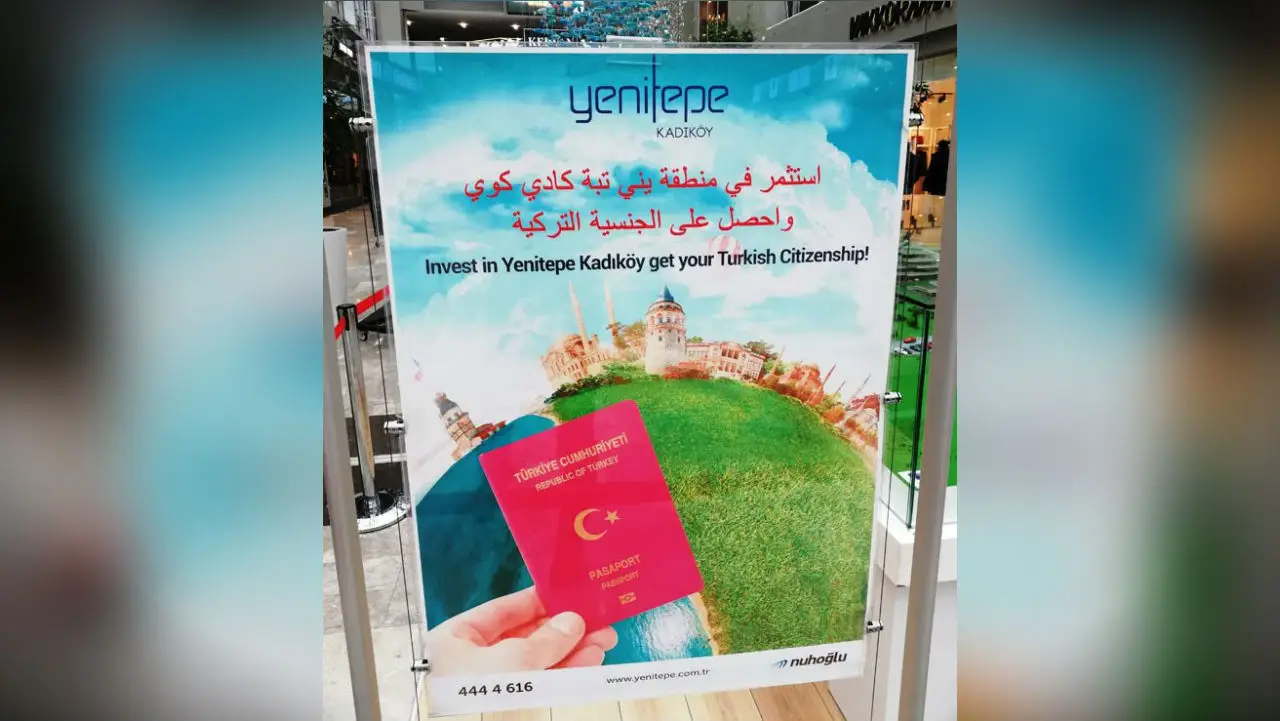 yenitepe
KADIKÖY
استثمر في منطقة يني تبة كادي كوي
واحصل على الجنسية التركية
Invest in Yenitepe Kadıköy get your Turkish Citizenship!
TÜRKİYE CUMHURİYETİ
REPUBLIC OF TURKEY
PASAPORT
PASSPORT
444 4 616
www.yenitepe.com.tr
nuhoğlu